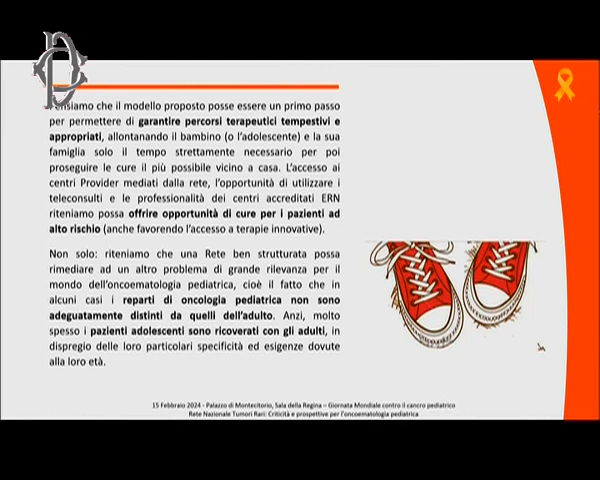 Pensiamo che il modello proposto posse essere un primo passo
per permettere di garantire percorsi terapeutici tempestivi e
appropriati, allontanando il bambino (o l'adolescente) e la sua
famiglia solo il tempo strettamente necessario per poi
proseguire le cure il più possibile vicino a casa. L'accesso ai
centri Provider mediati dalla rete, l'opportunità di utilizzare i
teleconsulti e le professionalità dei centri accreditati ERN
riteniamo possa offrire opportunità di cure per i pazienti ad
alto rischio (anche favorendo l'accesso a terapie innovative).
Non solo: riteniamo che una Rete ben strutturata possa
rimediare ad un altro problema di grande rilevanza per il
mondo dell'oncoematologia pediatrica, cioè il fatto che in
alcuni casi i reparti di oncologia pediatrica non sono
adeguatamente distinti da quelli dell'adulto. Anzi, molto
spesso i pazienti adolescenti sono ricoverati con gli adulti, in
dispregio delle loro particolari specificità ed esigenze dovute
alla loro età.
15 Febbraio 2024 - Palazzo di Montecitorio, Sala della Regina – Giornata Mondiale contro il cancro pediatrico
Rete Nazionale Tumori Rari: Criticità e prospettive per l'oncoematologia pediatrica